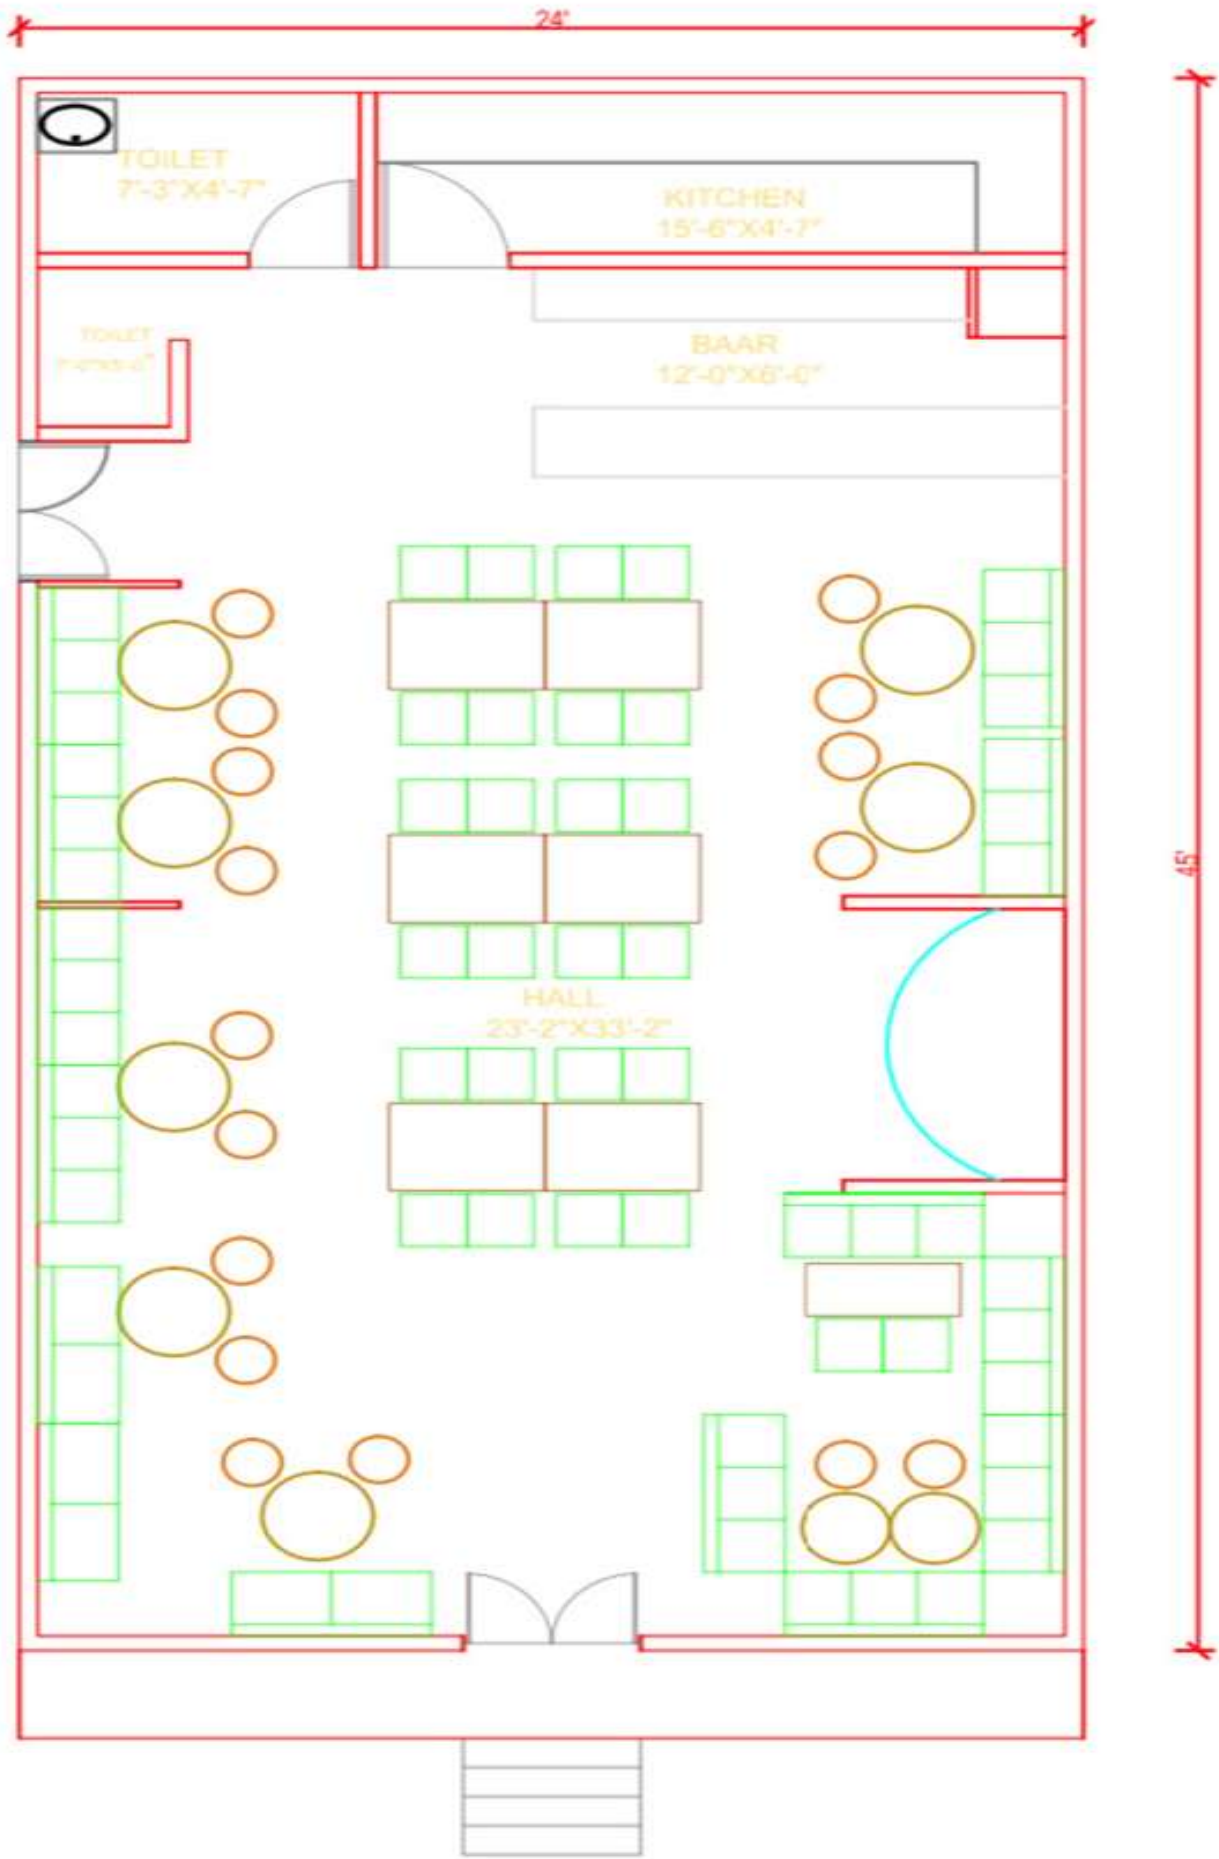 24'
TOILET
7'-3"X4'-7"
KITCHEN
15'-6"X4'-7"
TOILET
BAAR
12'-0"X6'-0"
45'
HALL
23'-2"X33'-2"